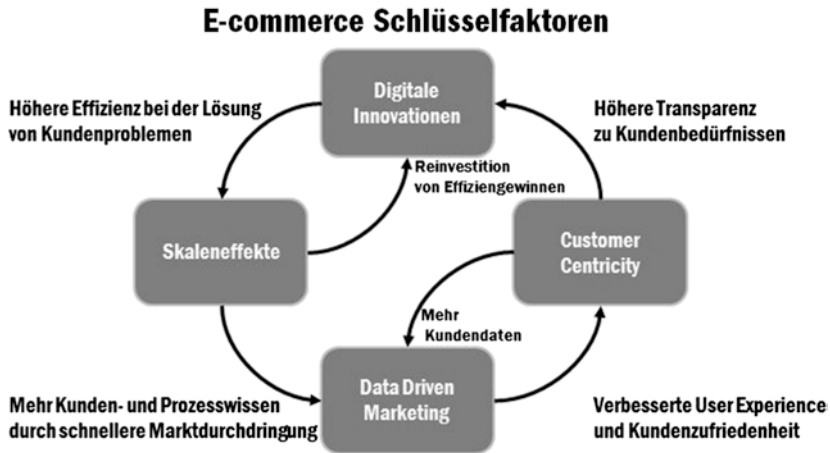 E-commerce Schlüsselfaktoren
Digitale
Innovationen
Höhere Effizienz bei der Lösung
von Kundenproblemen
Höhere Transparenz
zu Kundenbedürfnissen
Reinvestition
von Effiziengewinnen
Skaleneffekte
Customer
Centricity
Mehr
Kundendaten
Data Driven
Marketing
Mehr Kunden- und Prozesswissen
durch schnellere Marktdurchdringung
Verbesserte User Experience
und Kundenzufriedenheit